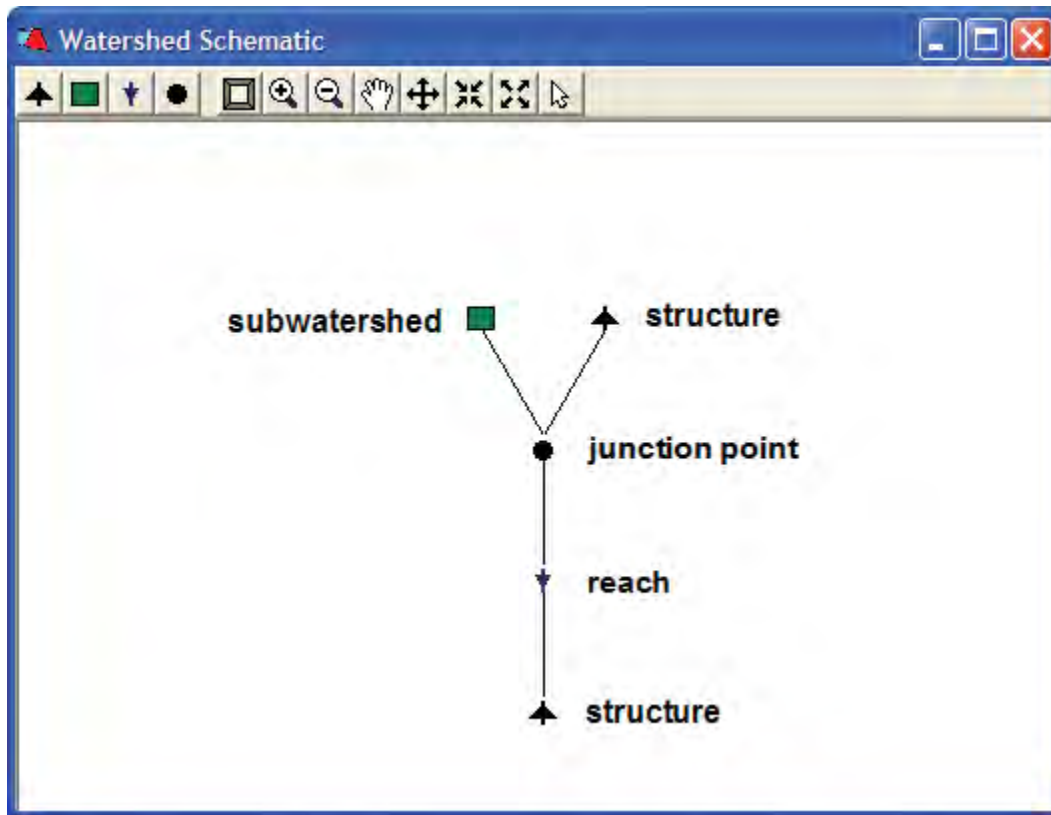 Watershed Schematic
subwatershed
structure
junction point
reach
structure